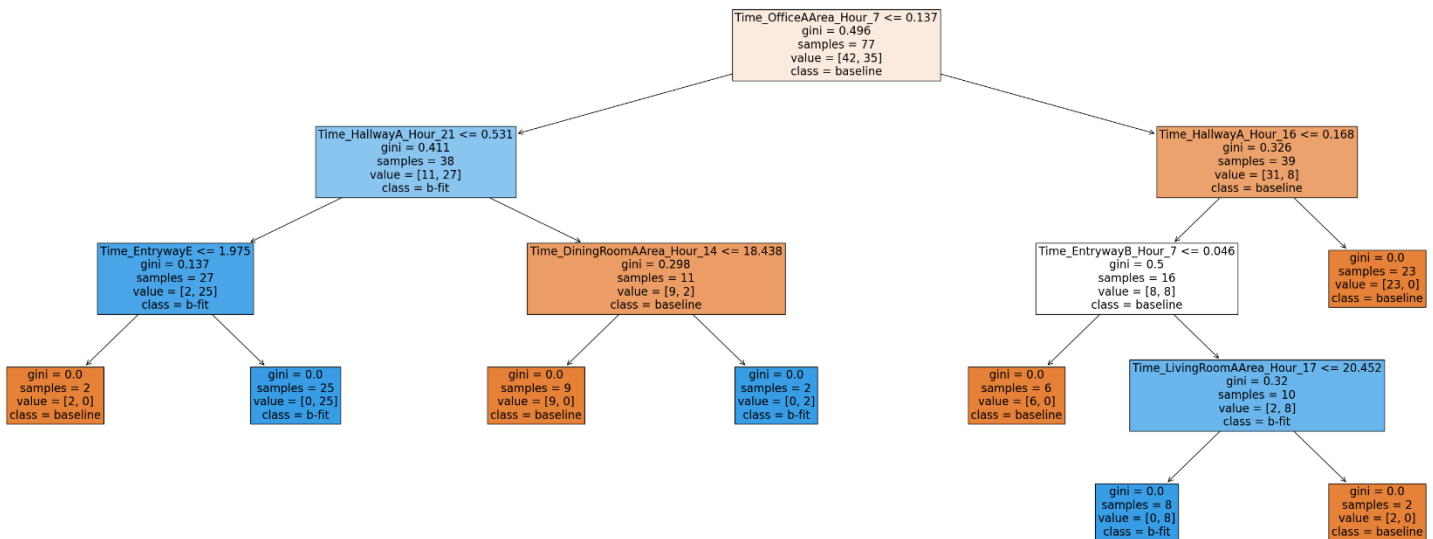 Time_OfficeAArea_Hour_7 <= 0.137
gini = 0.496
samples = 77
value = [42, 35]
class = baseline
Time_HallwayA_Hour_21 <= 0.531
gini = 0.411
samples = 38
value = [11, 27]
class = b-fit
Time_HallwayA_Hour_16 <= 0.168
gini = 0.326
samples = 39
value = [31, 8]
class = baseline
Time_EntrywayE <= 1.975
gini = 0.137
samples = 27
value = [2, 25]
class = b-fit
Time_DiningRoomAArea_Hour_14 <= 18.438
gini = 0.298
samples = 11
value = [9, 2]
class = baseline
Time_EntrywayB_Hour_7 <= 0.046
gini = 0.5
samples = 16
value = [8, 8]
class = baseline
gini = 0.0
samples = 23
value = [23, 0]
class = baseline
gini = 0.0
samples = 2
value = [2, 0]
class = baseline
gini = 0.0
samples = 25
value = [0, 25]
class = b-fit
gini = 0.0
samples = 9
value = [9, 0]
class = baseline
gini = 0.0
samples = 2
value = [0, 2]
class = b-fit
gini = 0.0
samples = 6
value = [6, 0]
class = baseline
Time_LivingRoomAArea_Hour_17 <= 20.452
gini = 0.32
samples = 10
value = [2, 8]
class = b-fit
gini = 0.0
samples = 8
value = [0, 8]
class = b-fit
gini = 0.0
samples = 2
value = [2, 0]
class = baseline